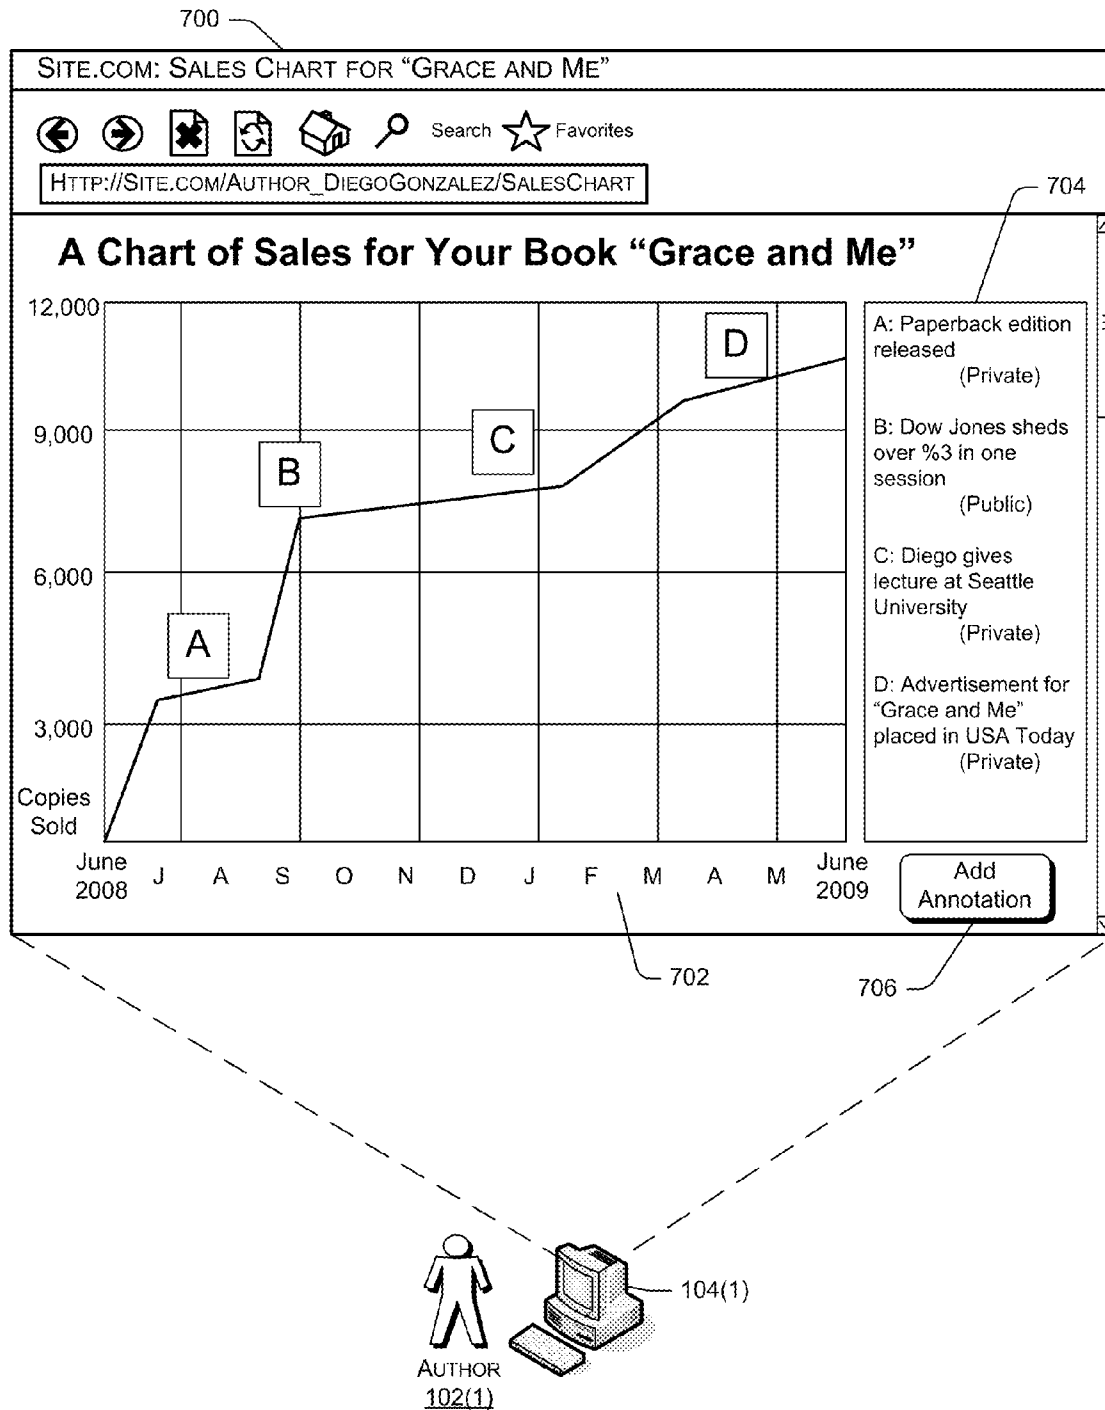 700
SITE.COM: SALES CHART FOR “GRACE AND ME”
Search Favorites
HTTP://SITE.COM/AUTHOR_DIEGOGONZALEZ/SALESCHART
704
A Chart of Sales for Your Book “Grace and Me”
12,000
9,000
6,000
3,000
Copies
Sold
A
B
C
D
June
2008
J A S O N D J F M A M
June
2009
A: Paperback edition
released
(Private)
B: Dow Jones sheds
over %3 in one
session
(Public)
C: Diego gives
lecture at Seattle
University
(Private)
D: Advertisement for
“Grace and Me”
placed in USA Today
(Private)
Add
Annotation
702
706
104(1)
AUTHOR
102(1)